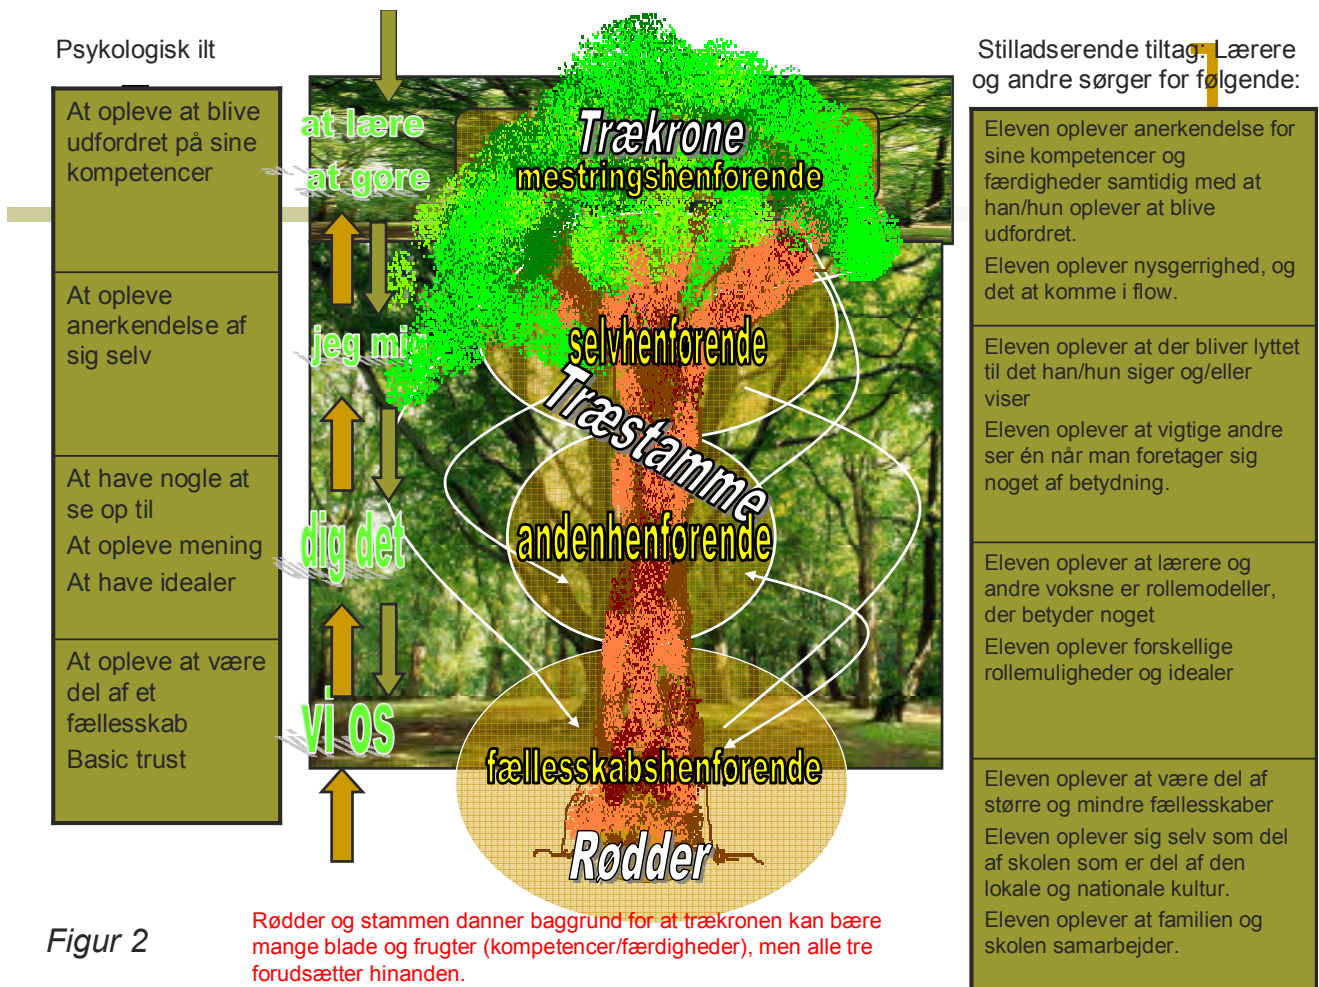 Psykologisk ilt
At opleve at blive
udfordret på sine
kompetencer
At opleve
anerkendelse af
sig selv
At have nogle at
se op til
At opleve mening
At have idealer
At opleve at være
del af et
fællesskab
Basic trust
at lære
at gøre
jeg mig
dig det
vi os
Trækrone
mestringshenførende
selvhenførende
Træstamme
andenhenførende
fællesskabshenførende
Rødder
Stilladserende tiltag: Lærere
og andre sørger for følgende:
Eleven oplever anerkendelse for
sine kompetencer og
færdigheder samtidig med at
han/hun oplever at blive
udfordret.
Eleven oplever nysgerrighed, og
det at komme i flow.
Eleven oplever at der bliver lyttet
til det han/hun siger og/eller
viser
Eleven oplever at vigtige andre
ser én når man foretager sig
noget af betydning.
Eleven oplever at lærere og
andre voksne er rollemodeller,
der betyder noget
Eleven oplever forskellige
rollemuligheder og idealer
Eleven oplever at være del af
større og mindre fællesskaber
Eleven oplever sig selv som del
af skolen som er del af den
lokale og nationale kultur.
Eleven oplever at familien og
skolen samarbejder.
Figur 2
Rødder og stammen danner baggrund for at trækronen kan bære
mange blade og frugter (kompetencer/færdigheder), men alle tre
forudsætter hinanden.